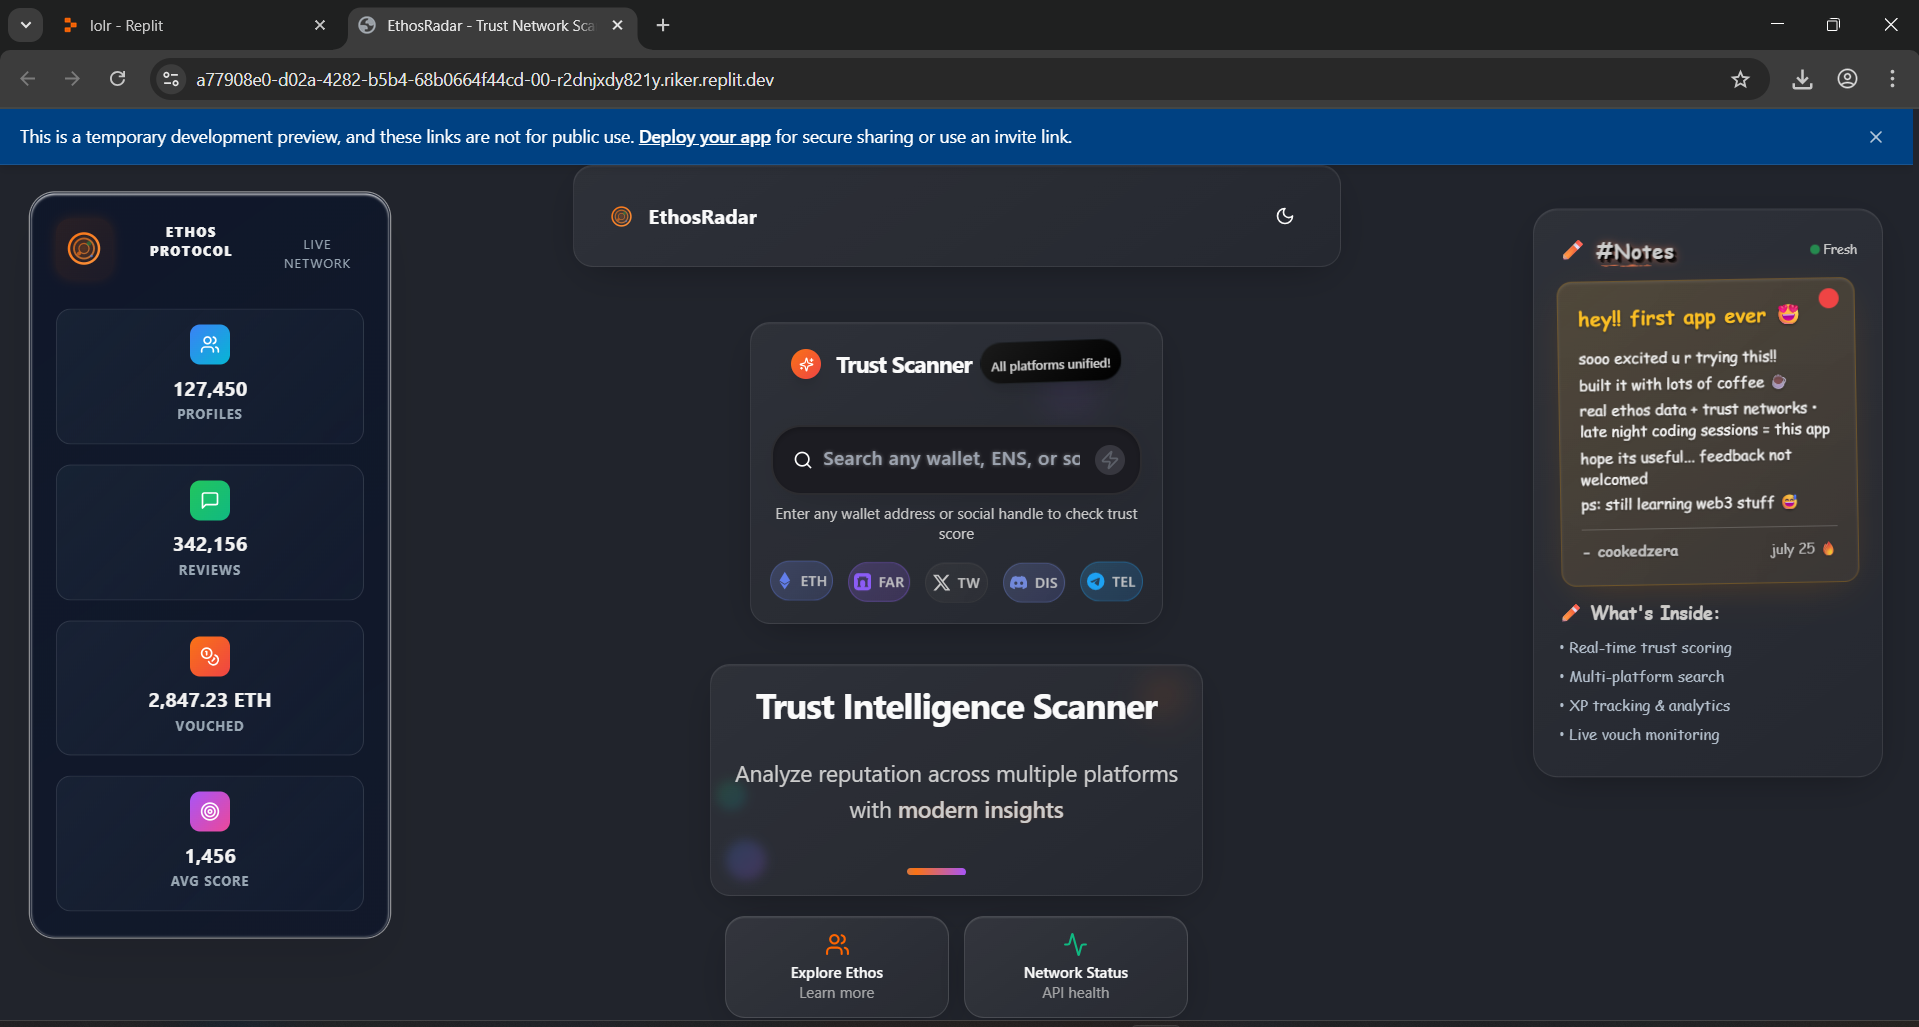 lolr - Replit
EthosRadar - Trust Network Sca
a77908e0-d02a-4282-b5b4-68b0664f44cd-00-r2dnjxdy821y.riker.replit.dev
This is a temporary development preview, and these links are not for public use. Deploy your app for secure sharing or use an invite link.
ETHOS
PROTOCOL
LIVE
NETWORK
127,450
PROFILES
342,156
REVIEWS
2,847.23 ETH
VOUCHED
1,456
AVG SCORE
EthosRadar
Trust Scanner
All platforms unified!
Search any wallet, ENS, or so
Enter any wallet address or social handle to check trust
score
ETH
FAR
TW
DIS
TEL
Trust Intelligence Scanner
Analyze reputation across multiple platforms
with modern insights
Explore Ethos
Learn more
Network Status
API health
#Notes
Fresh
hey!! first app ever 🤩
sooo excited u r trying this!!
built it with lots of coffee ☕
real ethos data + trust networks •
late night coding sessions = this app
hope its useful... feedback not
welcomed
ps: still learning web3 stuff 😅
- cookedzera
july 25 🔥
What's Inside:
• Real-time trust scoring
• Multi-platform search
• XP tracking & analytics
• Live vouch monitoring